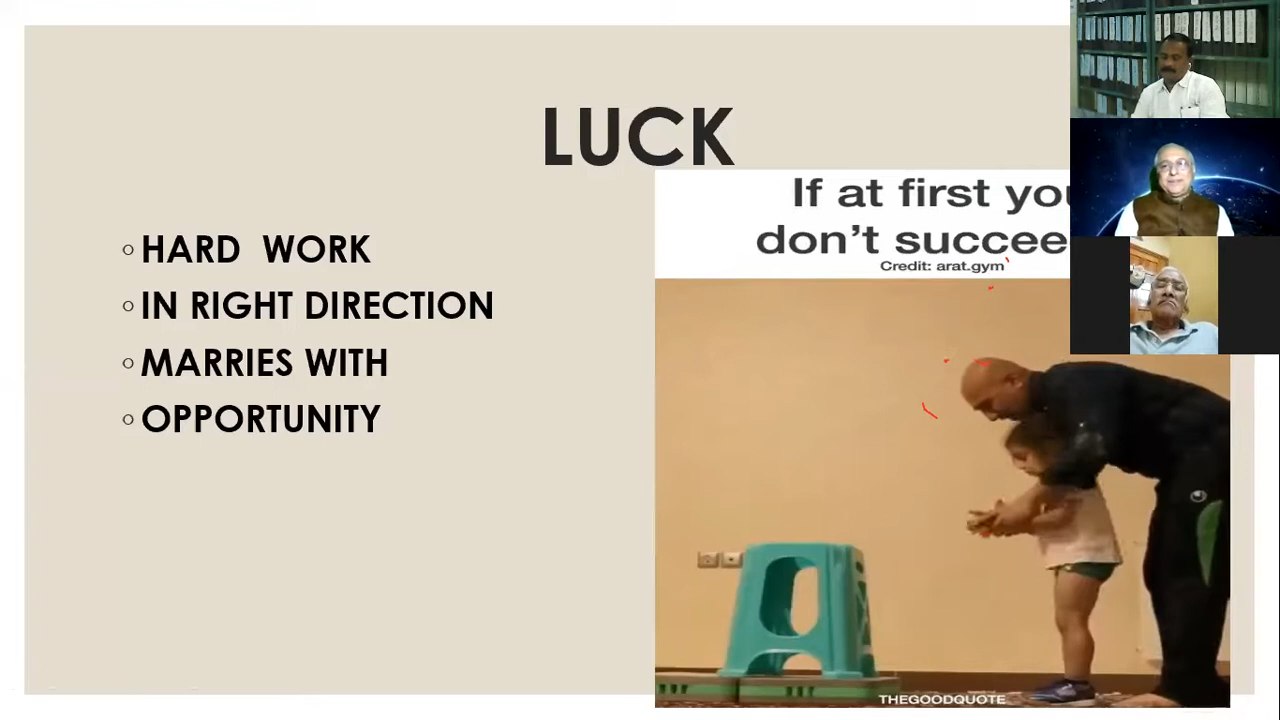 LUCK
HARD WORK
IN RIGHT DIRECTION
MARRIES WITH
OPPORTUNITY
If at first you
don't succee
Credit: arat.gym
THEGOODQUOTE